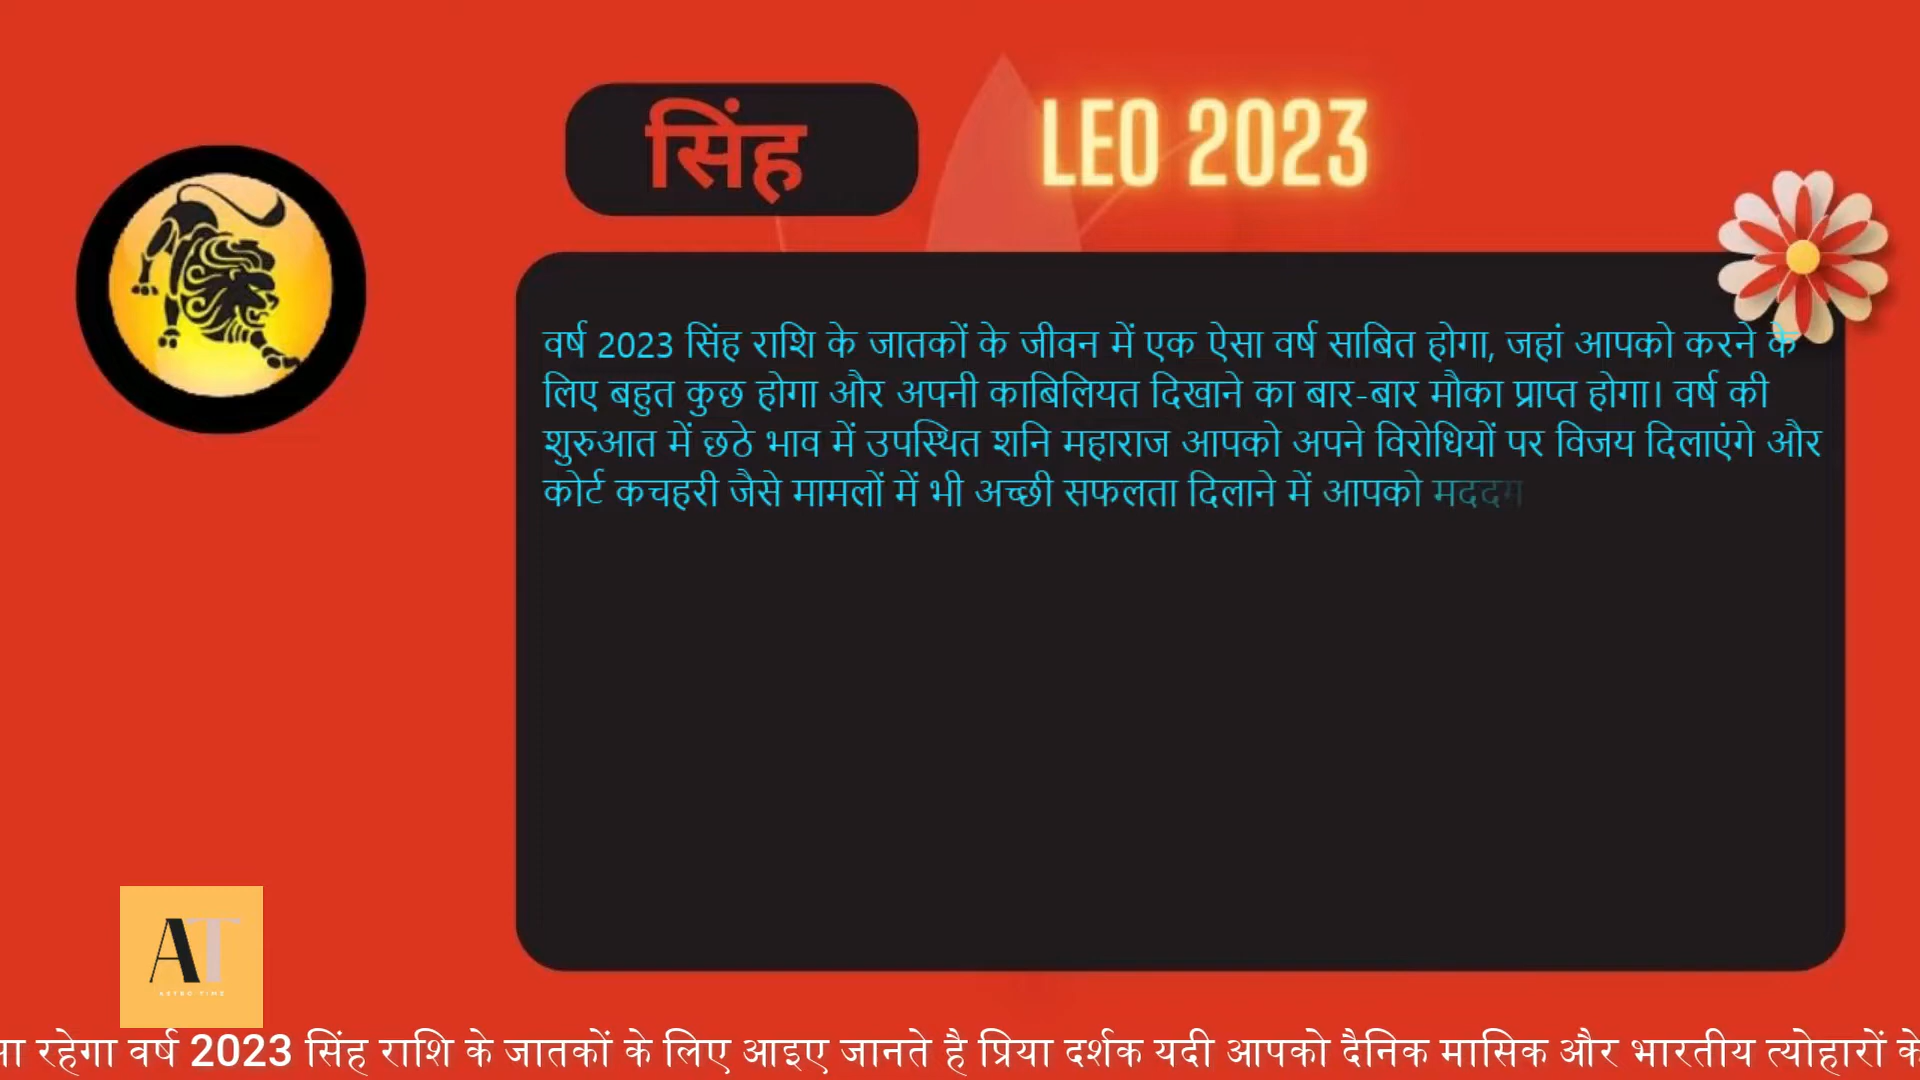 सिंह
LEO 2023
वर्ष 2023 सिंह राशि के जातकों के जीवन में एक ऐसा वर्ष साबित होगा, जहां आपको करने के
लिए बहुत कुछ होगा और अपनी काबिलियत दिखाने का बार-बार मौका प्राप्त होगा। वर्ष की
शुरुआत में छठे भाव में उपस्थित शनि महाराज आपको अपने विरोधियों पर विजय दिलाएंगे और
कोर्ट कचहरी जैसे मामलों में भी अच्छी सफलता दिलाने में आपको
AT
ASTRO TIME
रहेगा वर्ष 2023 सिंह राशि के जातकों के लिए आइए जानते है प्रिया दर्शक यदी आपको दैनिक मासिक और भारतीय त्योहारों के